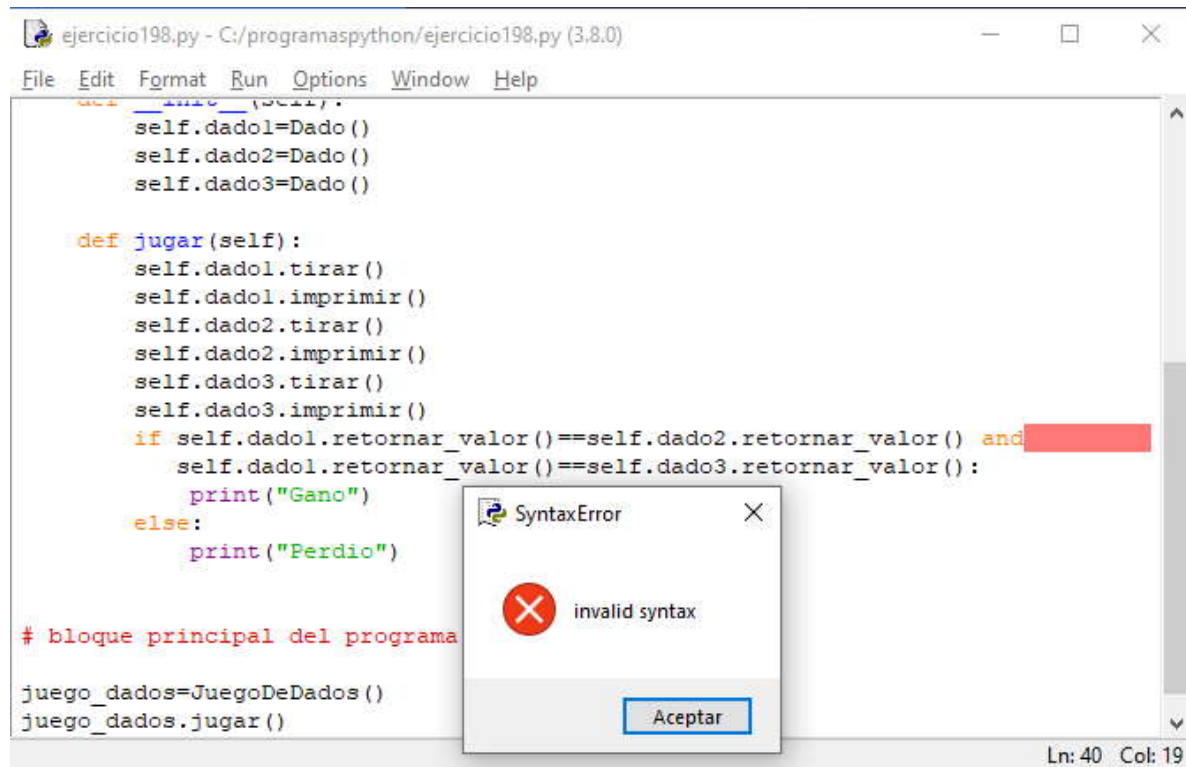 ejercicio198.py - C:/programaspython/ejercicio198.py (3.8.0)
File Edit Format Run Options Window Help
def __init__(self):
self.dado1=Dado()
self.dado2=Dado()
self.dado3=Dado()
def jugar(self):
self.dado1.tirar()
self.dado1.imprimir()
self.dado2.tirar()
self.dado2.imprimir()
self.dado3.tirar()
self.dado3.imprimir()
if self.dado1.retornar_valor()==self.dado2.retornar_valor() and
self.dado1.retornar_valor()==self.dado3.retornar_valor():
print("Gano")
else:
print("Perdio")
SyntaxError
invalid syntax
Aceptar
# bloque principal del programa
juego_dados=JuegoDeDados()
juego_dados.jugar()
Ln: 40 Col: 19